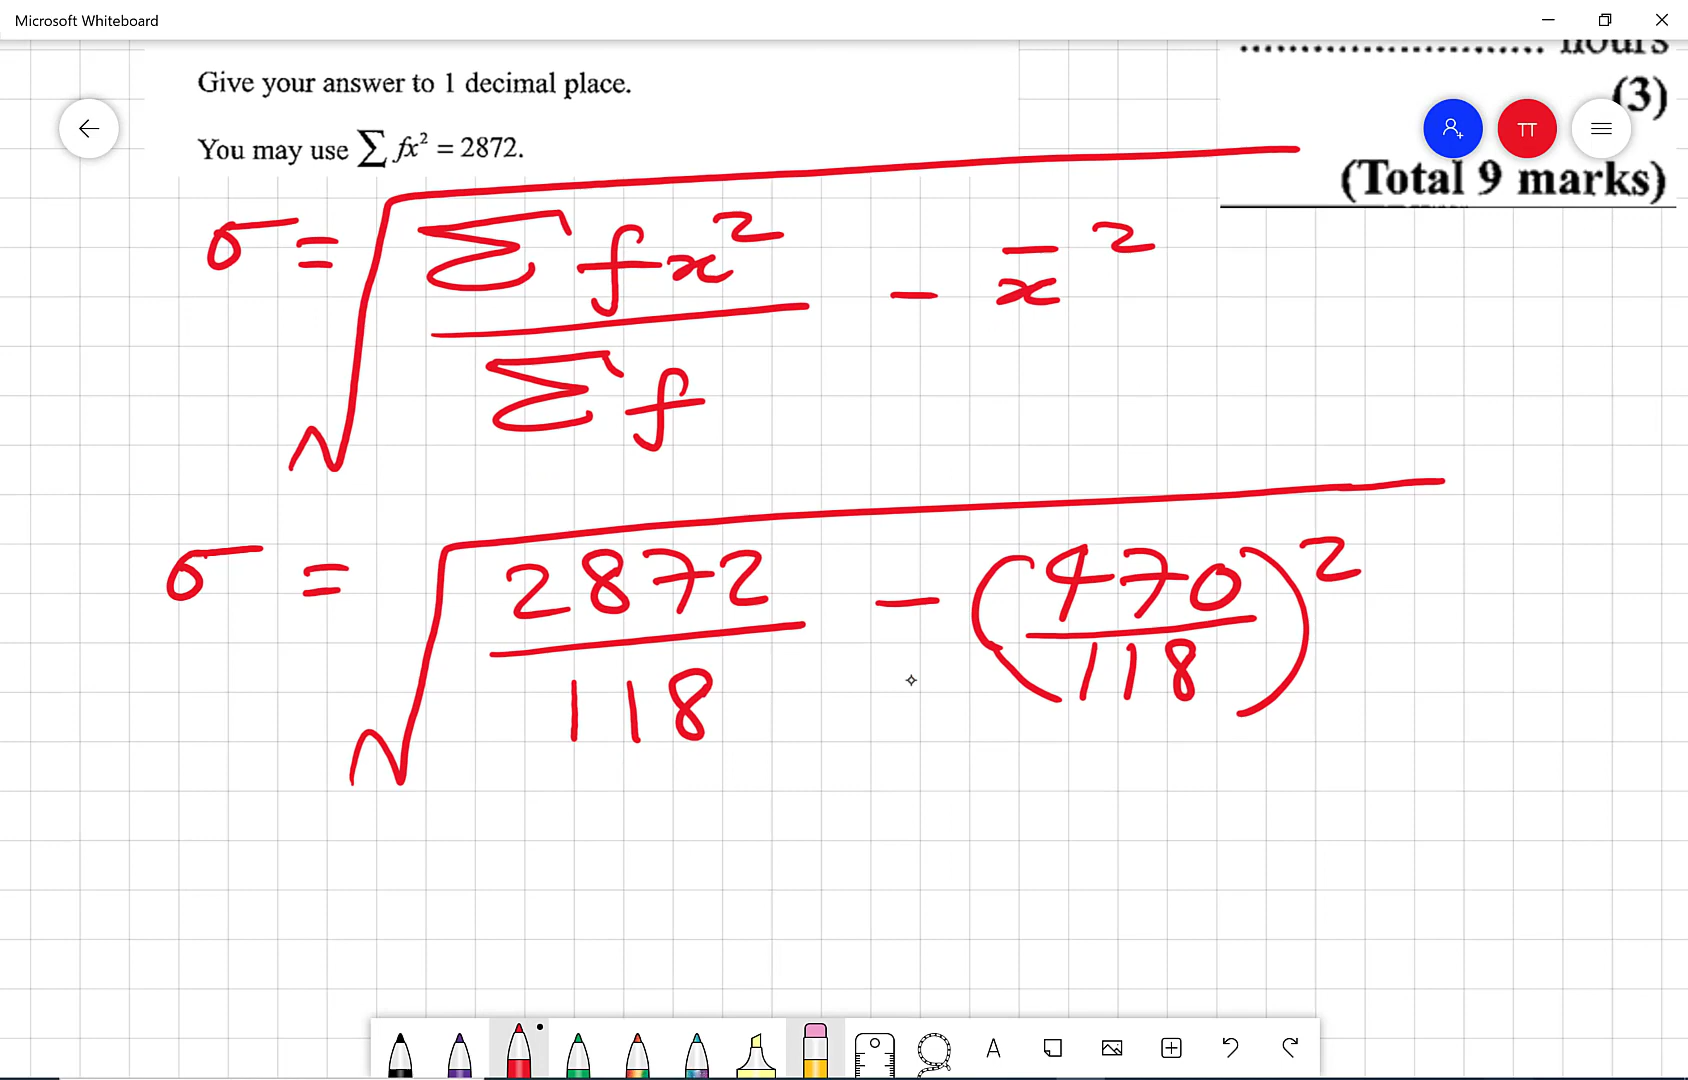 Microsoft Whiteboard
hours
Give your answer to 1 decimal place.
(3)
You may use ∑ fx² = 2872.
TT
(Total 9 marks)
σ = √(∑fx² / ∑f − x̄²)
σ = √(2872 / 118 − (470 / 118)²)
A